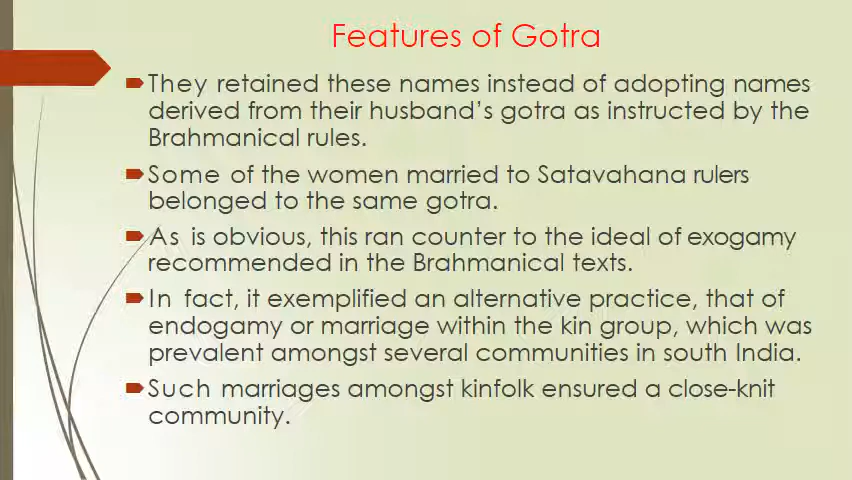 Features of Gotra
They retained these names instead of adopting names
derived from their husband's gotra as instructed by the
Brahmanical rules.
Some of the women married to Satavahana rulers
belonged to the same gotra.
As is obvious, this ran counter to the ideal of exogamy
recommended in the Brahmanical texts.
In fact, it exemplified an alternative practice, that of
endogamy or marriage within the kin group, which was
prevalent amongst several communities in south India.
Such marriages amongst kinfolk ensured a close-knit
community.